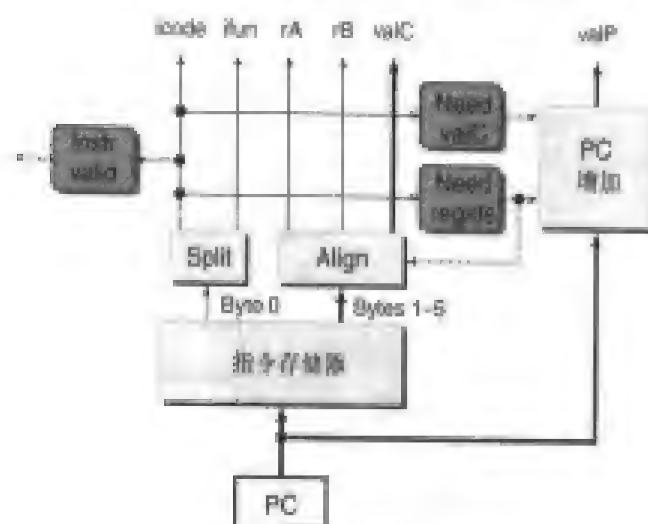 icode ifun rA rB valC valP
Need valC
Instr valid
PC 增加
Need regids
Split
Align
Byte 0
Bytes 1-5
指令存储器
PC